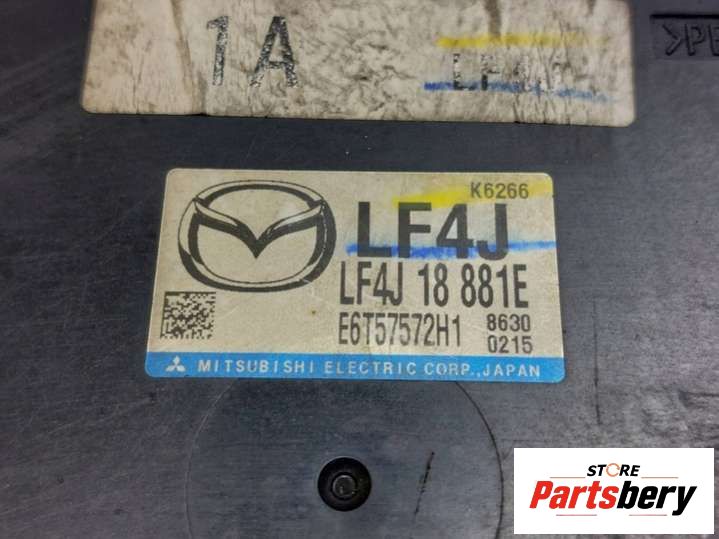 1A
K6266
LF4J
LF4J 18 881E
E6T57572H1 8630
0215
MITSUBISHI ELECTRIC CORP., JAPAN
STORE
Partsbery